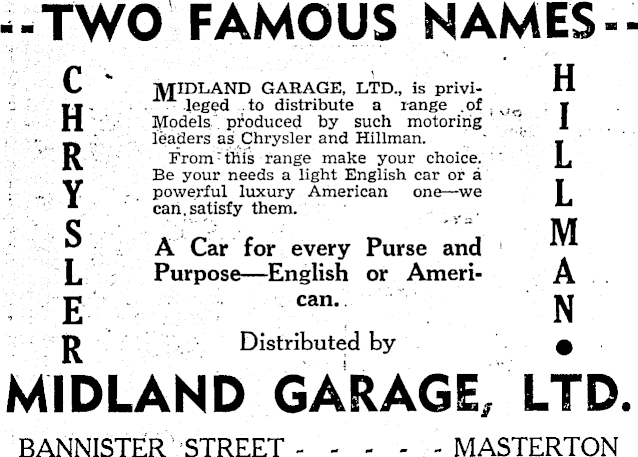 --TWO FAMOUS NAMES--
CHRYSLER
MIDLAND GARAGE, LTD., is privi-
leged to distribute a range of
Models produced by such motoring
leaders as Chrysler and Hillman.
From this range make your choice.
Be your needs a light English car or a
powerful luxury American one—we
can satisfy them.
A Car for every Purse and
Purpose—English or Ameri-
can.
Distributed by
HILLMAN •
MIDLAND GARAGE, LTD.
BANNISTER STREET - - - - - MASTERTON